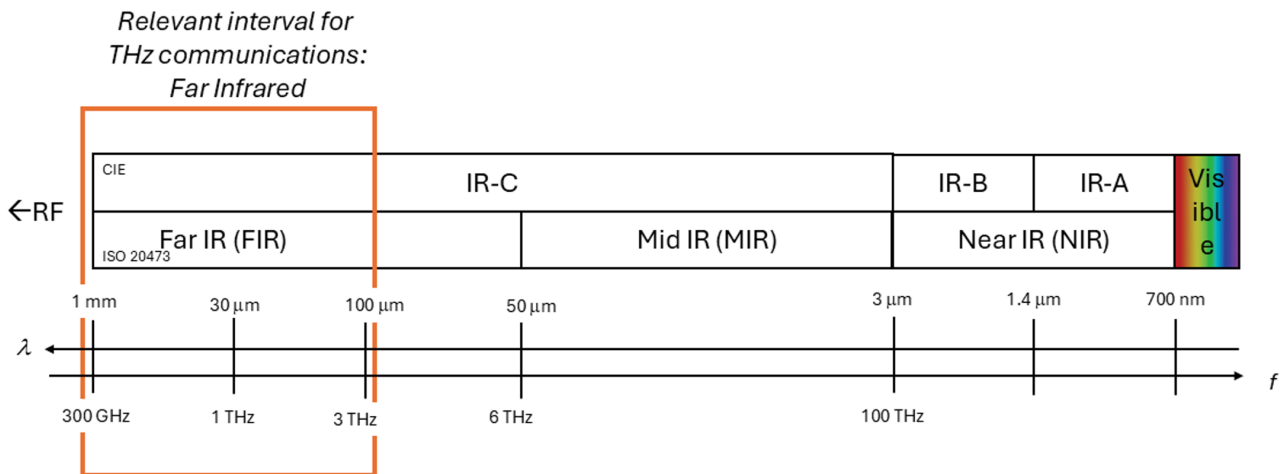 Relevant interval for
THz communications:
Far Infrared
CIE
IR-C
IR-B
IR-A
Vis
ibl
e
←RF
Far IR (FIR)
ISO 20473
Mid IR (MIR)
Near IR (NIR)
1 mm
30 μm
100 μm
50 μm
3 μm
1.4 μm
700 nm
λ
f
300 GHz
1 THz
3 THz
6 THz
100 THz